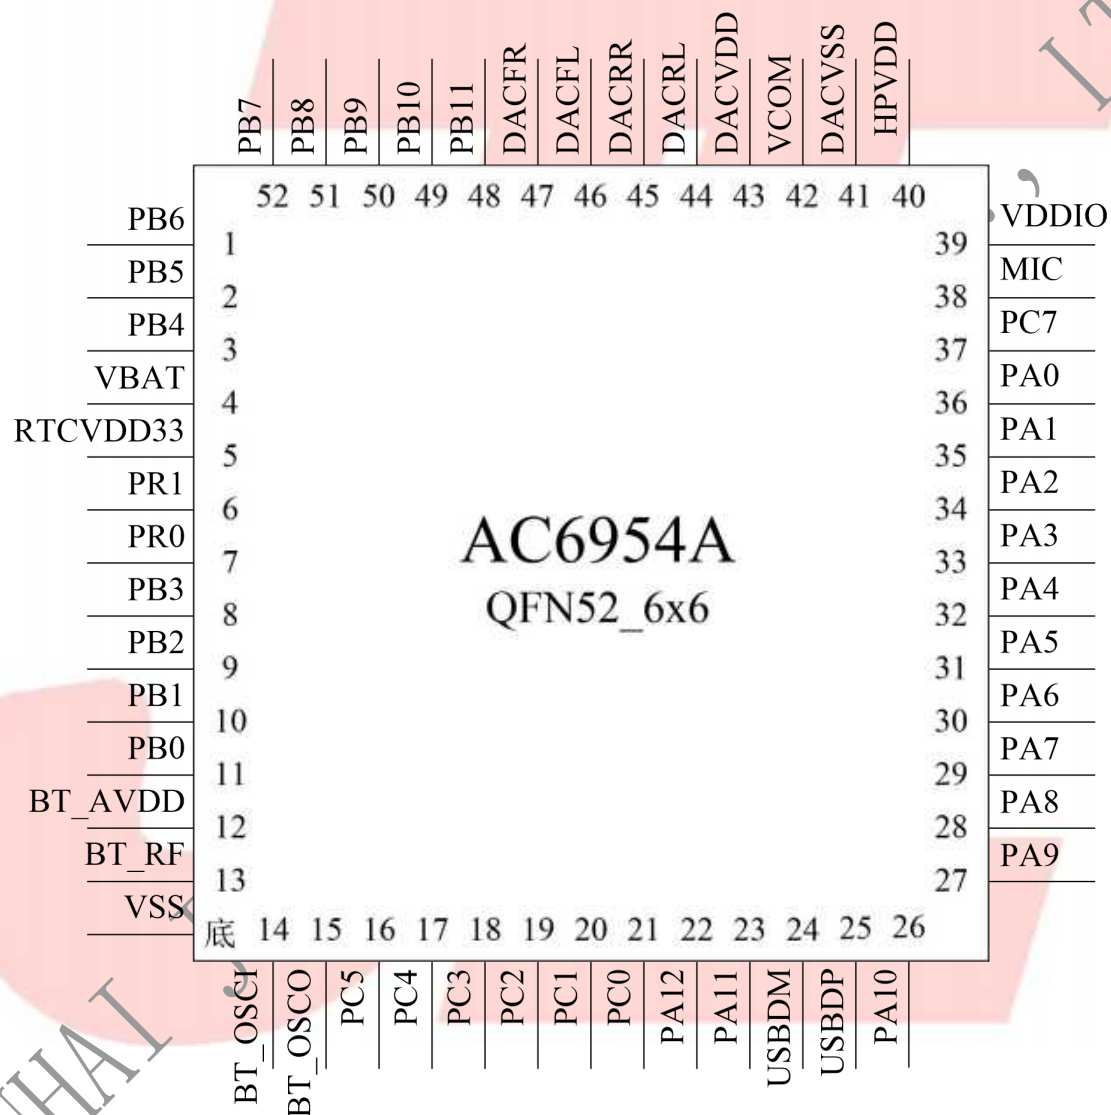 PB7 PB8 PB9 PB10 PB11 DACFR DACFL DACRR DACRL DACVDD VCOM DACVSS HPVDD
52 51 50 49 48 47 46 45 44 43 42 41 40
PB6 1
PB5 2
PB4 3
VBAT 4
RTCVDD33 5
PR1 6
PR0 7
PB3 8
PB2 9
PB1 10
PB0 11
BT_AVDD 12
BT_RF 13
VSS 底
AC6954A
QFN52_6x6
39 VDDIO
38 MIC
37 PC7
36 PA0
35 PA1
34 PA2
33 PA3
32 PA4
31 PA5
30 PA6
29 PA7
28 PA8
27 PA9
14 15 16 17 18 19 20 21 22 23 24 25 26
BT_OSCI BT_OSCO PC5 PC4 PC3 PC2 PC1 PC0 PA12 PA11 USBDM USBDP PA10